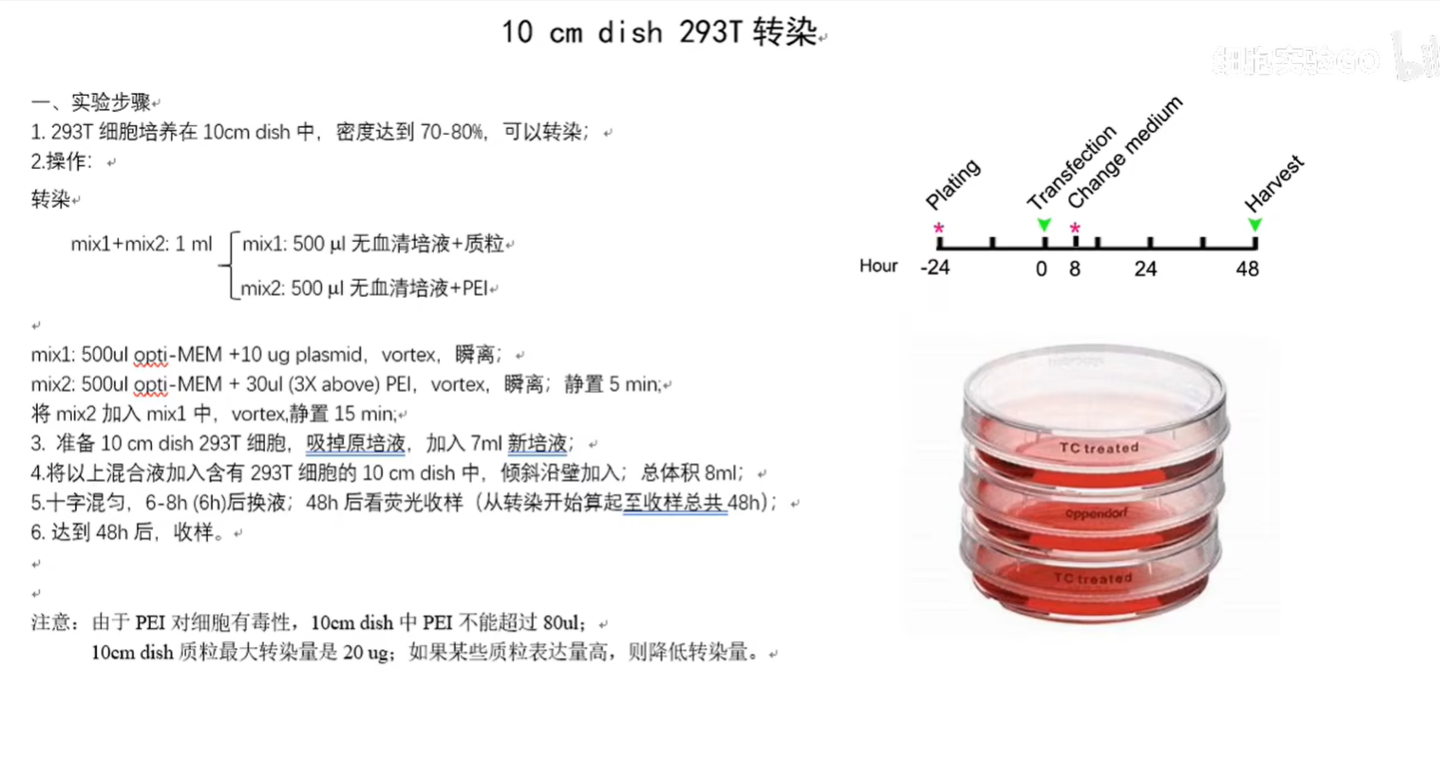 10 cm dish 293T 转染
细胞实验GO
一、实验步骤
1. 293T 细胞培养在 10cm dish 中，密度达到 70-80%，可以转染；
2.操作：
转染
mix1+mix2: 1 ml
mix1: 500 μl 无血清培液+质粒
mix2: 500 μl 无血清培液+PEI
mix1: 500ul opti-MEM +10 ug plasmid，vortex，瞬离；
mix2: 500ul opti-MEM + 30ul (3X above) PEI，vortex，瞬离；静置 5 min;
将 mix2 加入 mix1 中，vortex,静置 15 min;
3. 准备 10 cm dish 293T 细胞，吸掉原培液，加入 7ml 新培液；
4.将以上混合液加入含有 293T 细胞的 10 cm dish 中，倾斜沿壁加入；总体积 8ml；
5.十字混匀，6-8h (6h)后换液；48h 后看荧光收样（从转染开始算起至收样总共 48h）；
6. 达到 48h 后，收样。
注意：由于 PEI 对细胞有毒性，10cm dish 中 PEI 不能超过 80ul；
10cm dish 质粒最大转染量是 20 ug；如果某些质粒表达量高，则降低转染量。
Plating
Transfection
Change medium
Harvest
Hour -24 0 8 24 48
TC treated
eppendorf
TC treated